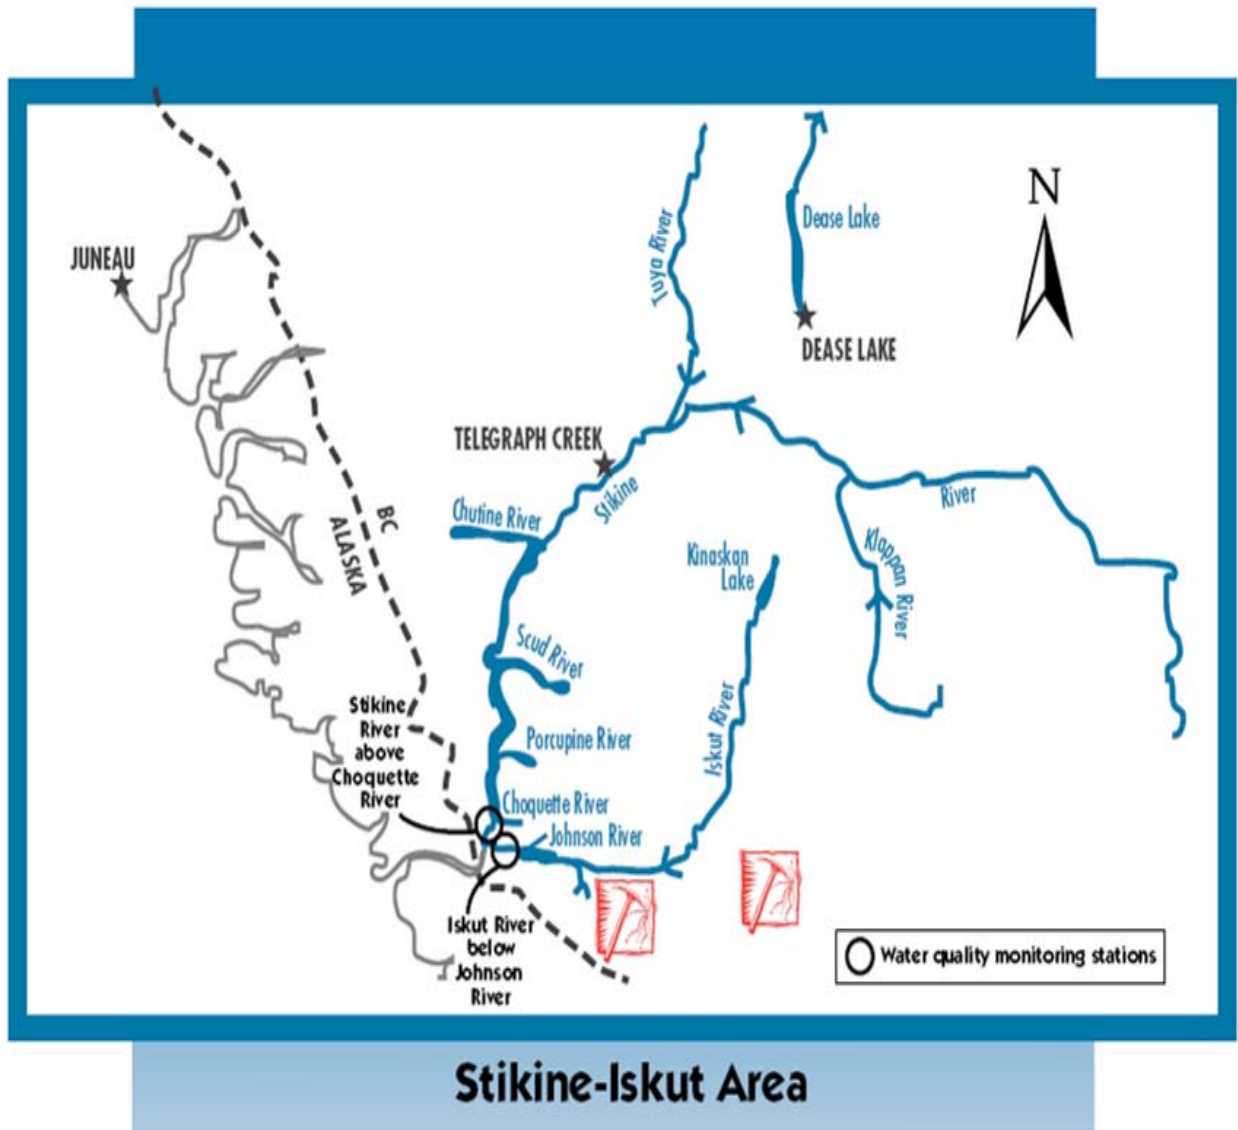 N
Dease Lake
Tuya River
JUNEAU
DEASE LAKE
TELEGRAPH CREEK
Stikine
River
Chutine River
BC
ALASKA
Kinaskan
Lake
Klappan River
Scud River
Iskut River
Stikine
River
above
Choquette
River
Porcupine River
Choquette River
Johnson River
Iskut River
below
Johnson
River
Water quality monitoring stations
Stikine-Iskut Area